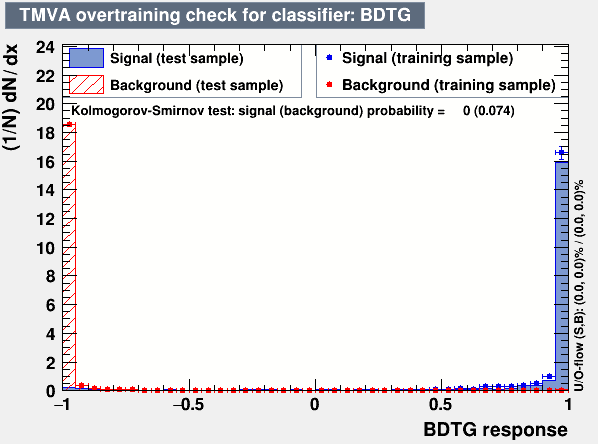 TMVA overtraining check for classifier: BDTG
Signal (test sample)
Background (test sample)
Signal (training sample)
Background (training sample)
Kolmogorov-Smirnov test: signal (background) probability = 0 (0.074)
(1/N) dN / dx
24
22
20
18
16
14
12
10
8
6
4
2
0
−1
−0.5
0
0.5
1
BDTG response
U/O-flow (S,B): (0.0, 0.0)% / (0.0, 0.0)%